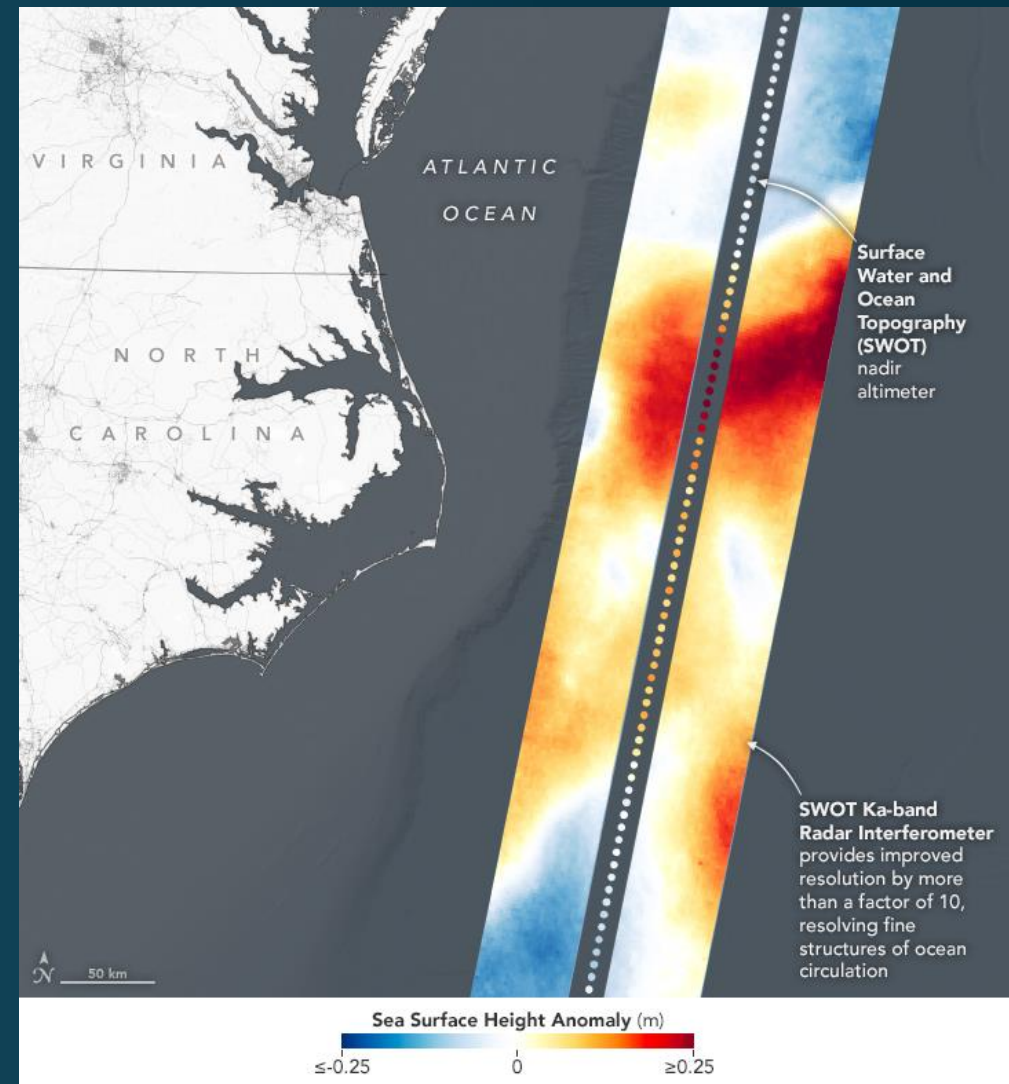 VIRGINIA
ATLANTIC
OCEAN
Surface
Water and
Ocean
Topography
(SWOT)
nadir
altimeter
NORTH
CAROLINA
SWOT Ka-band
Radar Interferometer
provides improved
resolution by more
than a factor of 10,
resolving fine
structures of ocean
circulation
N
50 km
Sea Surface Height Anomaly (m)
≤-0.25 0 ≥0.25